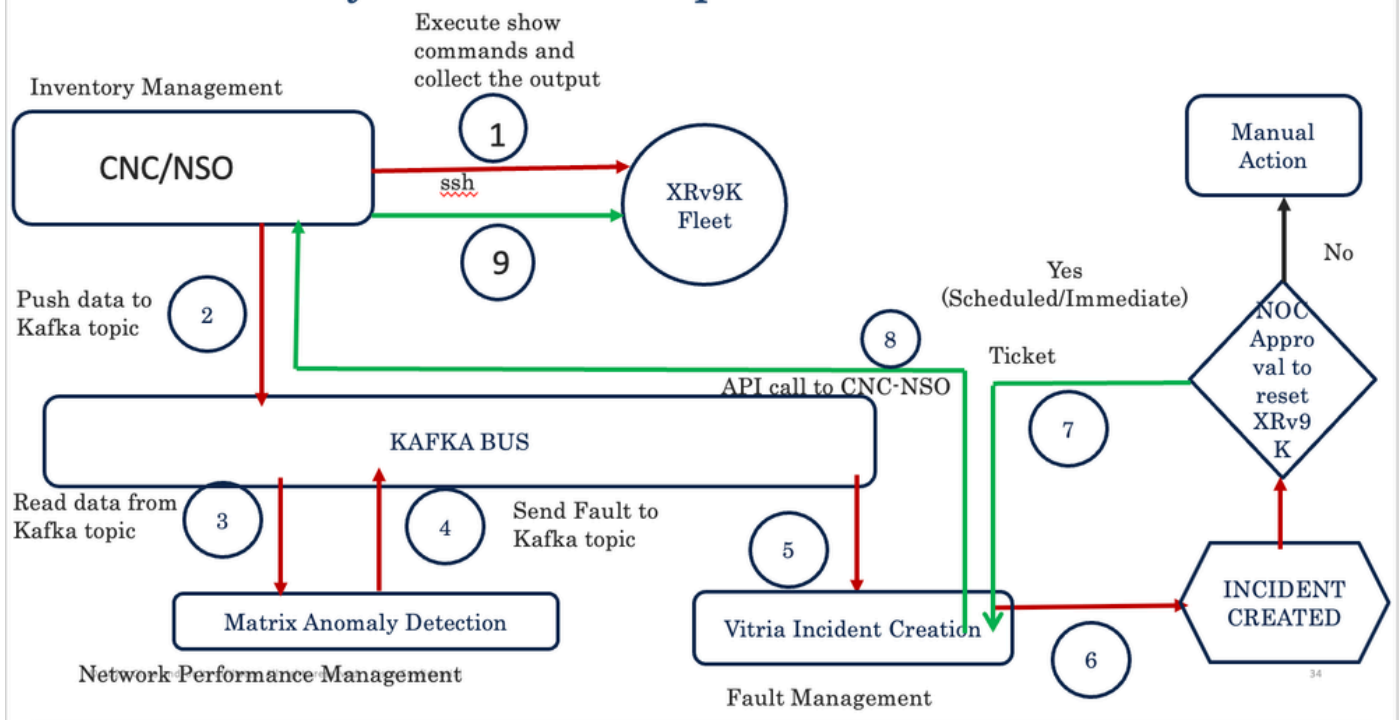 Execute show
commands and
collect the output
Inventory Management
1
CNC/NSO
ssh
XRv9K
Fleet
9
Manual
Action
No
Yes
(Scheduled/Immediate)
Push data to
Kafka topic
2
8
Ticket
NOC
Appro
val to
reset
XRv9
K
API call to CNC-NSO
7
KAFKA BUS
Read data from
Kafka topic
3
4
Send Fault to
Kafka topic
5
Matrix Anomaly Detection
Vitria Incident Creation
INCIDENT
CREATED
6
Network Performance Management
Fault Management
34